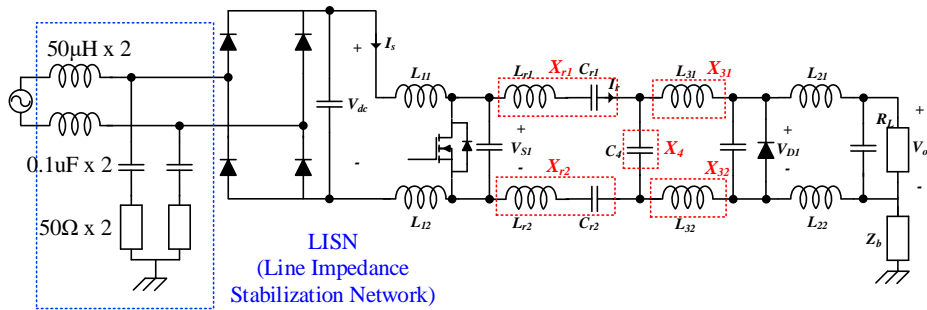 50μH x 2
0.1uF x 2
50Ω x 2
LISN
(Line Impedance
Stabilization Network)
+
Vdc
-
Is
L11
L12
+
VS1
-
Lr1
Xr1
Cr1
Ir
Xr2
Lr2
Cr2
C4
X4
L31
X31
X32
L32
+
VD1
-
L21
L22
RL
+
Vo
-
Zb